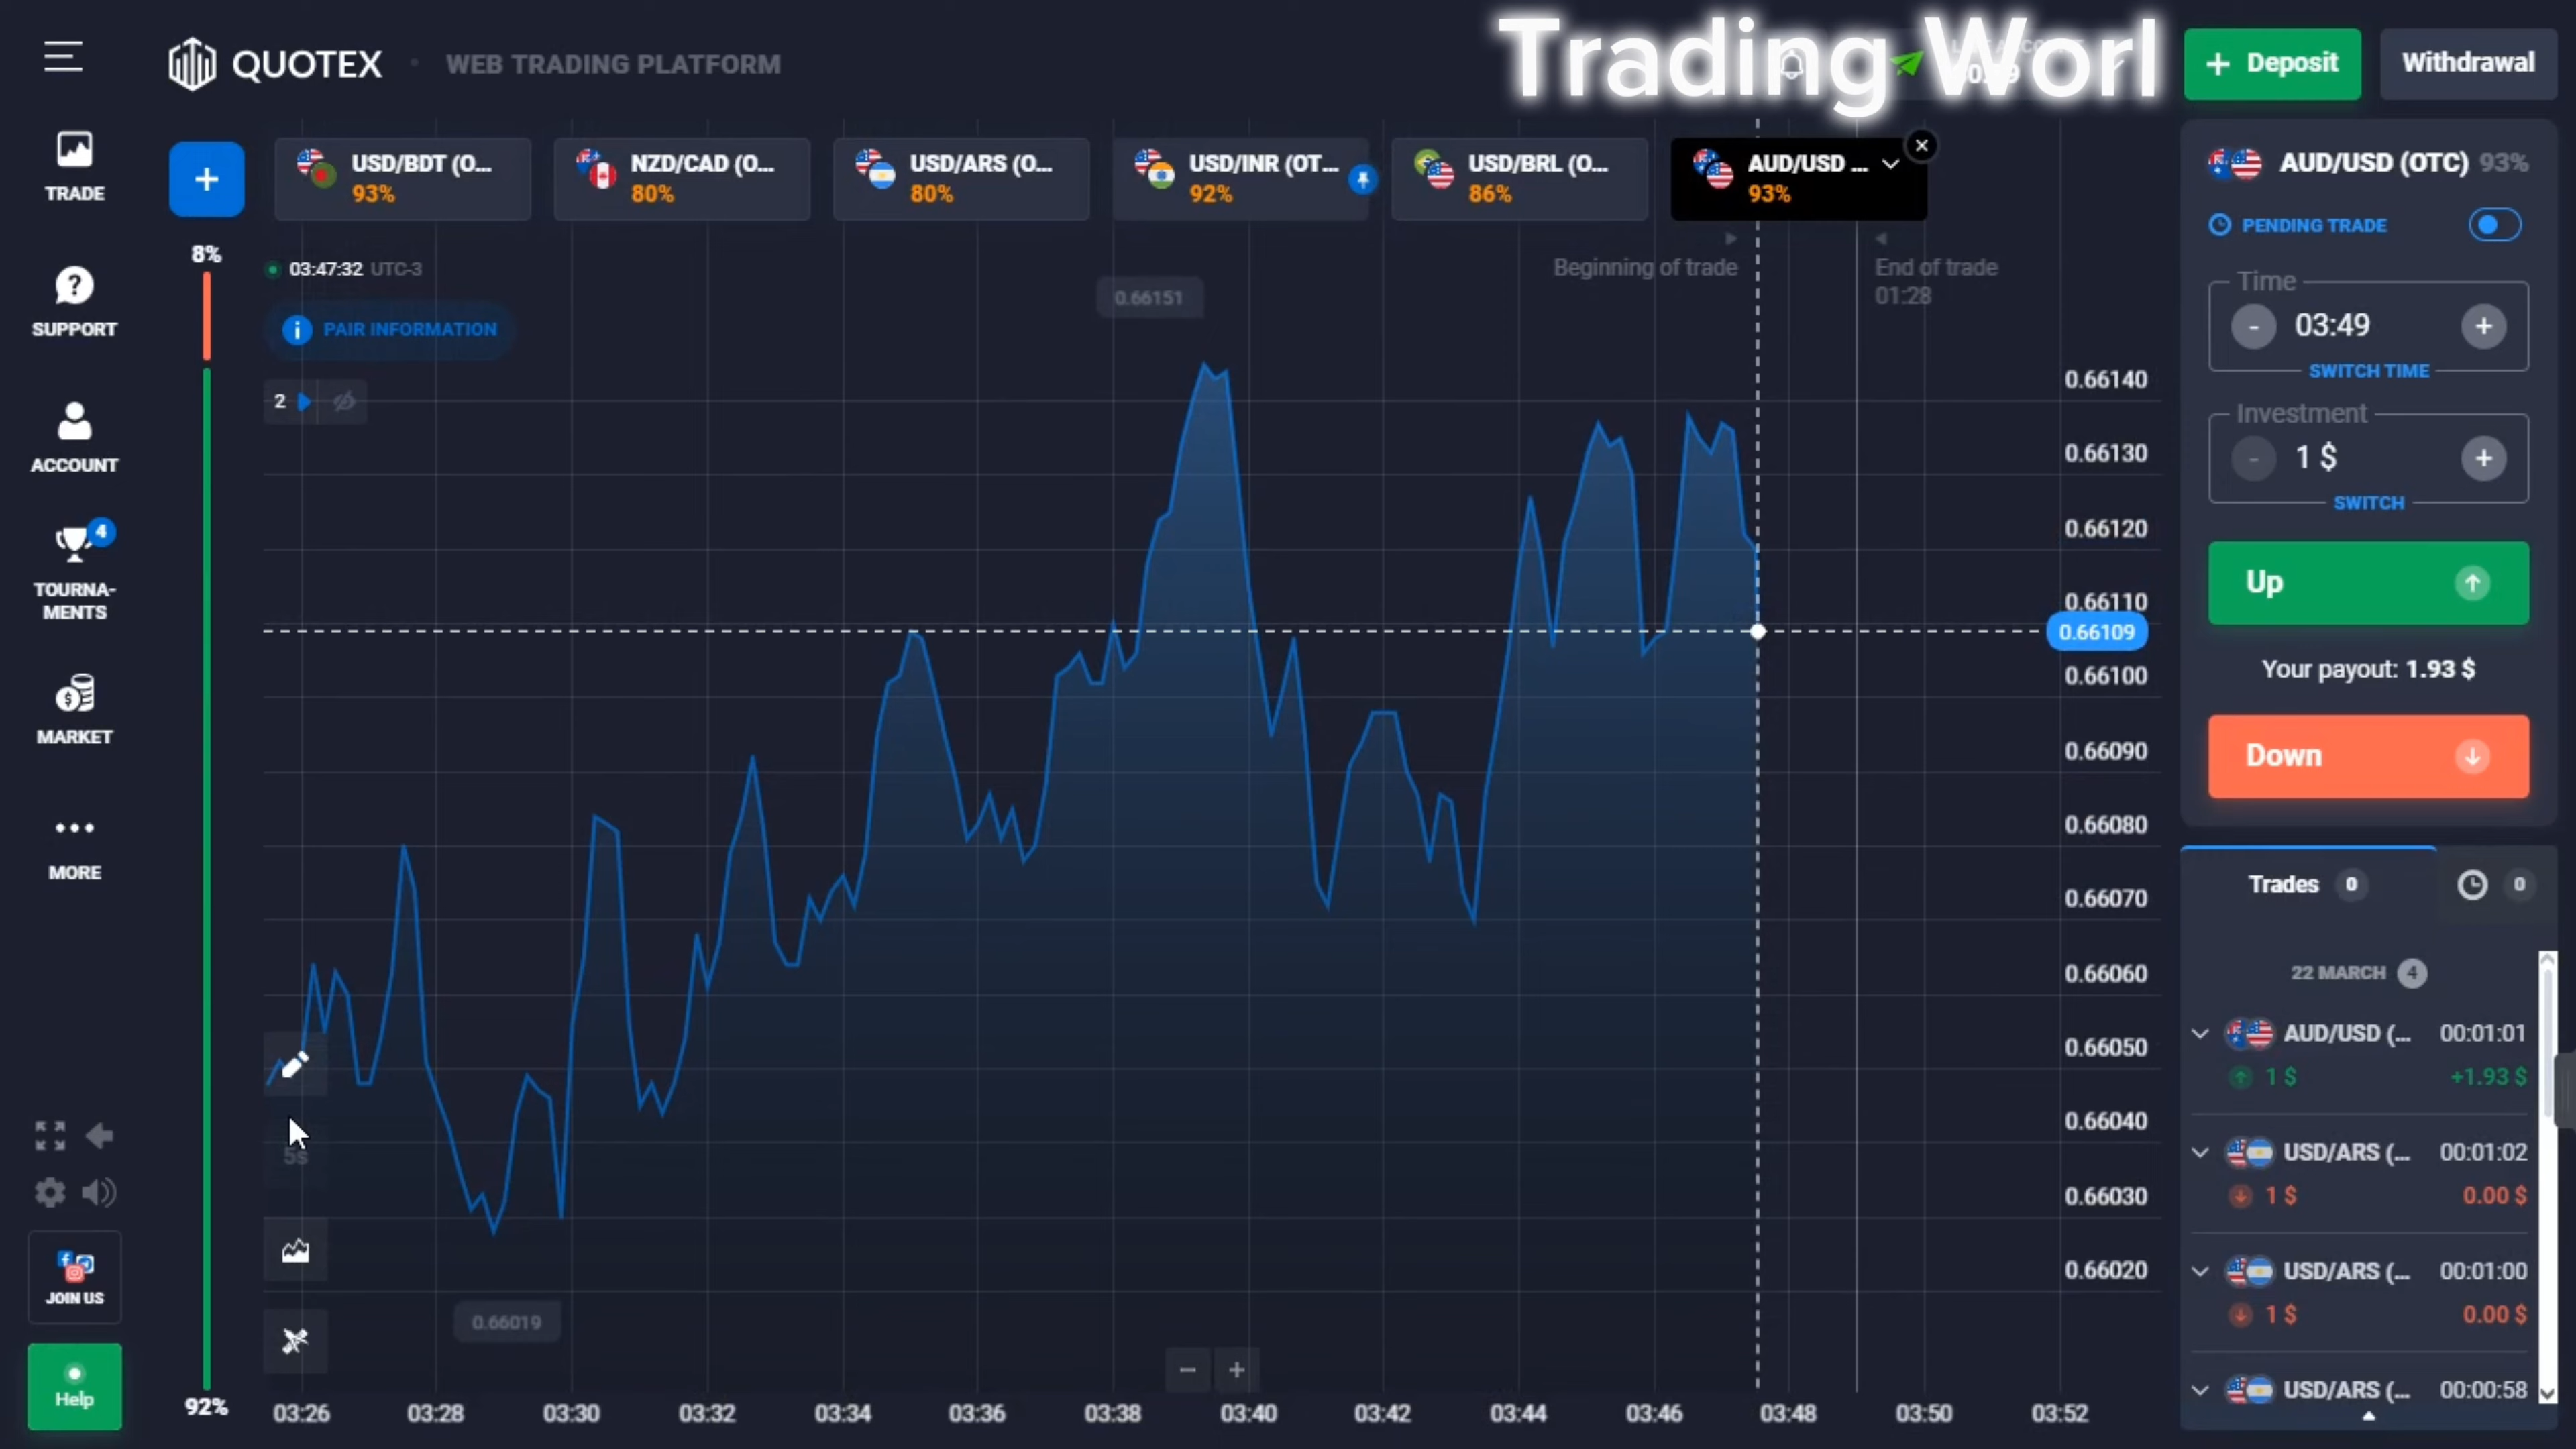 Trading Worl
QUOTEX
WEB TRADING PLATFORM
+ Deposit
Withdrawal
TRADE
SUPPORT
ACCOUNT
4
TOURNA-
MENTS
MARKET
MORE
JOIN US
Help
+
USD/BDT (O...
93%
NZD/CAD (O...
80%
USD/ARS (O...
80%
USD/INR (OT...
92%
USD/BRL (O...
86%
AUD/USD ...
93%
8%
92%
03:47:32 UTC-3
PAIR INFORMATION
2
Beginning of trade
End of trade
01:28
0.66151
0.66140
0.66130
0.66120
0.66110
0.66109
0.66100
0.66090
0.66080
0.66070
0.66060
0.66050
0.66040
0.66030
0.66020
5s
0.66019
- +
03:26 03:28 03:30 03:32 03:34 03:36 03:38 03:40 03:42 03:44 03:46 03:48 03:50 03:52
AUD/USD (OTC) 93%
PENDING TRADE
Time
- 03:49 +
SWITCH TIME
Investment
- 1 $ +
SWITCH
Up
Your payout: 1.93 $
Down
Trades 0
0
22 MARCH 4
AUD/USD (... 00:01:01
1 $ +1.93 $
USD/ARS (... 00:01:02
1 $ 0.00 $
USD/ARS (... 00:01:00
1 $ 0.00 $
USD/ARS (... 00:00:58